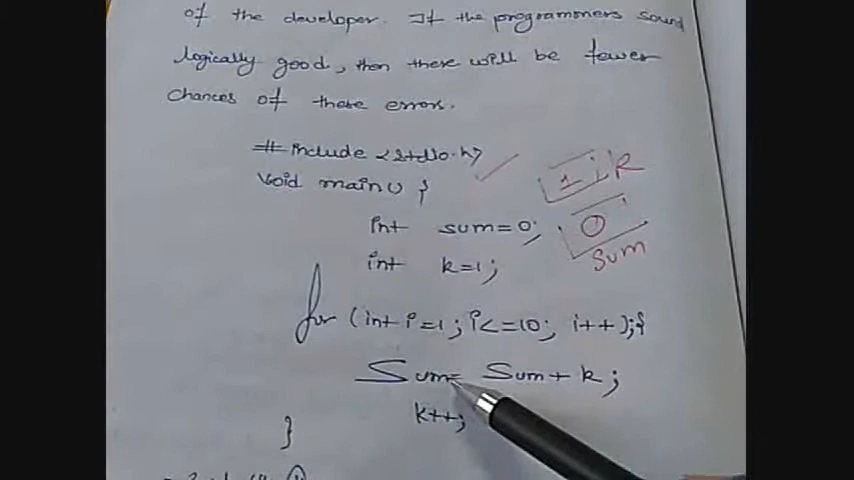 of the developer. If the programmers sound
logically good, then there will be fewer
chances of these errors.
# include <stdio.h>
void main() {
int sum=0;
int k=1;
for (int i=1; i<=10; i++);{
Sum= Sum+ k;
k++;
}
1 i k
0
Sum